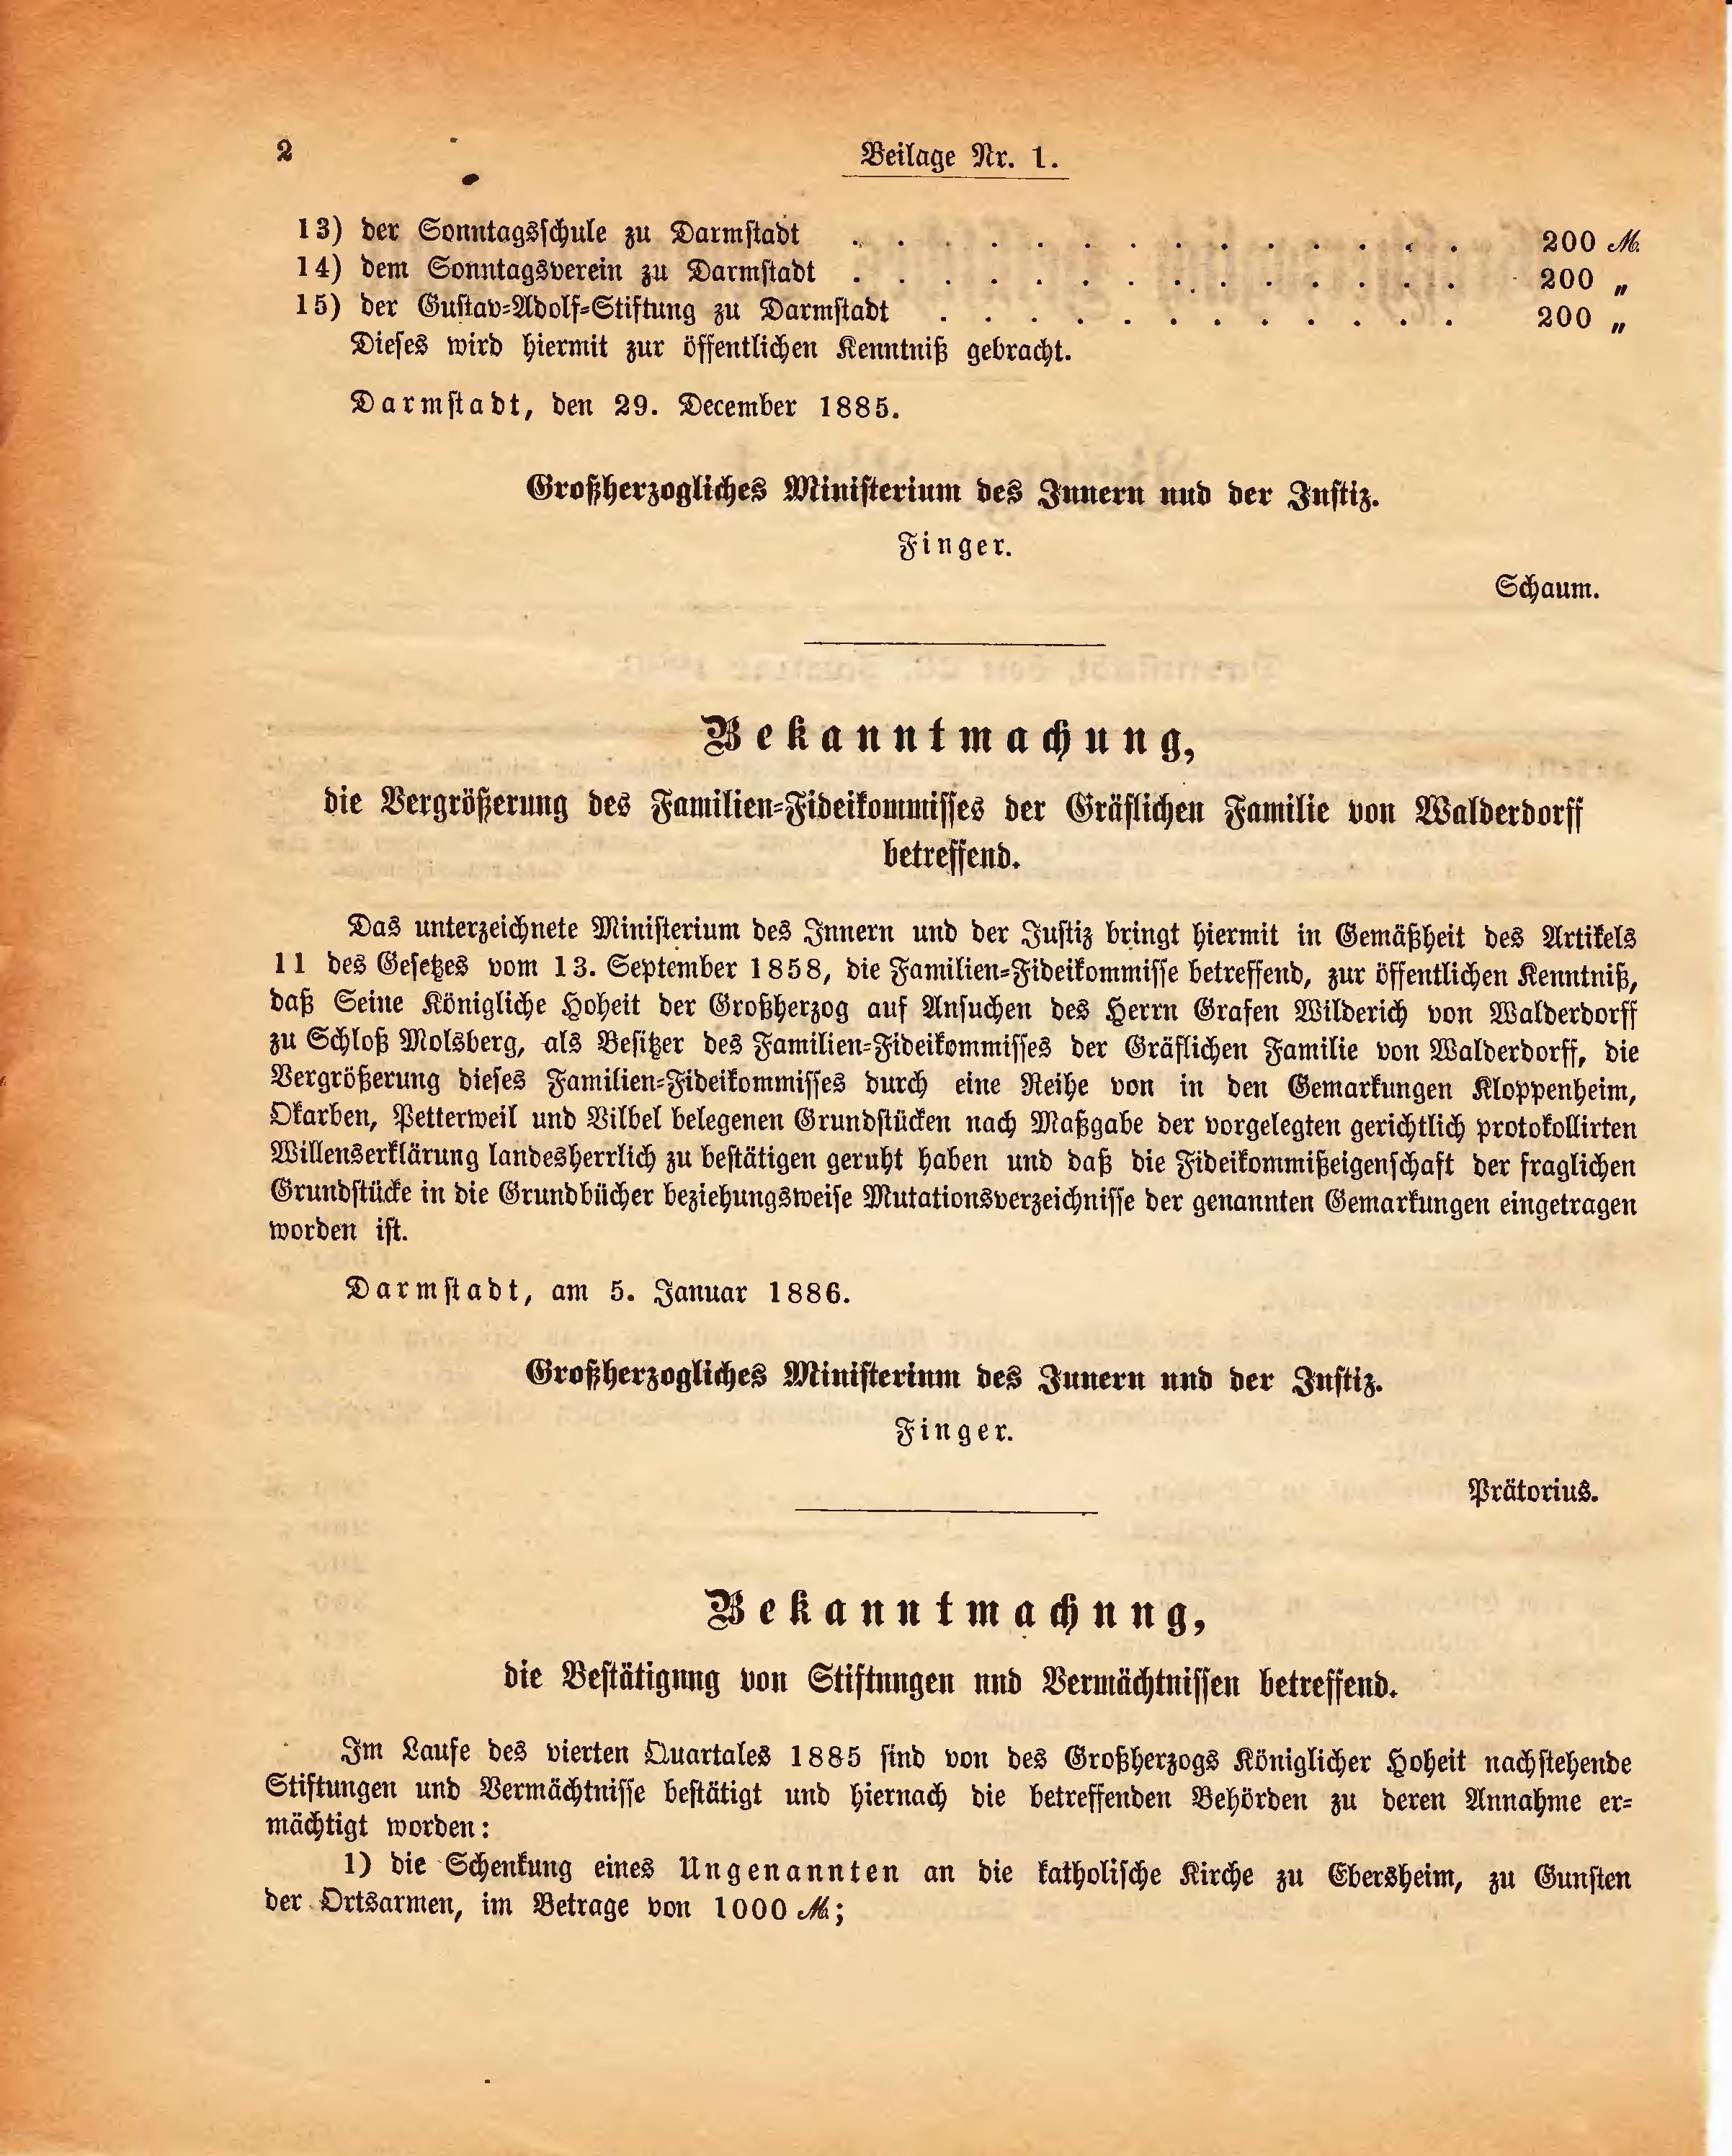 2
Beilage Nr. 1.
13) der Sonntagsschule zu Darmstadt . . . . . . . . . . . . . . 200 ℳ.
14) dem Sonntagsverein zu Darmstadt . . . . . . . . . . . . . . 200 „
15) der Gustav-Adolf-Stiftung zu Darmstadt . . . . . . . . . . . . 200 „
Dieses wird hiermit zur öffentlichen Kenntniß gebracht.
Darmstadt, den 29. December 1885.
Großherzogliches Ministerium des Innern und der Justiz.
Finger.
Schaum.
Bekanntmachung,
die Vergrößerung des Familien-Fideikommisses der Gräflichen Familie von Walderdorff
betreffend.
Das unterzeichnete Ministerium des Innern und der Justiz bringt hiermit in Gemäßheit des Artikels
11 des Gesetzes vom 13. September 1858, die Familien-Fideikommisse betreffend, zur öffentlichen Kenntniß,
daß Seine Königliche Hoheit der Großherzog auf Ansuchen des Herrn Grafen Wilderich von Walderdorff
zu Schloß Molsberg, als Besitzer des Familien-Fideikommisses der Gräflichen Familie von Walderdorff, die
Vergrößerung dieses Familien-Fideikommisses durch eine Reihe von in den Gemarkungen Kloppenheim,
Okarben, Petterweil und Vilbel belegenen Grundstücken nach Maßgabe der vorgelegten gerichtlich protokollirten
Willenserklärung landesherrlich zu bestätigen geruht haben und daß die Fideikommißeigenschaft der fraglichen
Grundstücke in die Grundbücher beziehungsweise Mutationsverzeichnisse der genannten Gemarkungen eingetragen
worden ist.
Darmstadt, am 5. Januar 1886.
Großherzogliches Ministerium des Innern und der Justiz.
Finger.
Prätorius.
Bekanntmachung,
die Bestätigung von Stiftungen und Vermächtnissen betreffend.
Im Laufe des vierten Quartales 1885 sind von des Großherzogs Königlicher Hoheit nachstehende
Stiftungen und Vermächtnisse bestätigt und hiernach die betreffenden Behörden zu deren Annahme er-
mächtigt worden:
1) die Schenkung eines Ungenannten an die katholische Kirche zu Ebersheim, zu Gunsten
der Ortsarmen, im Betrage von 1000 ℳ;